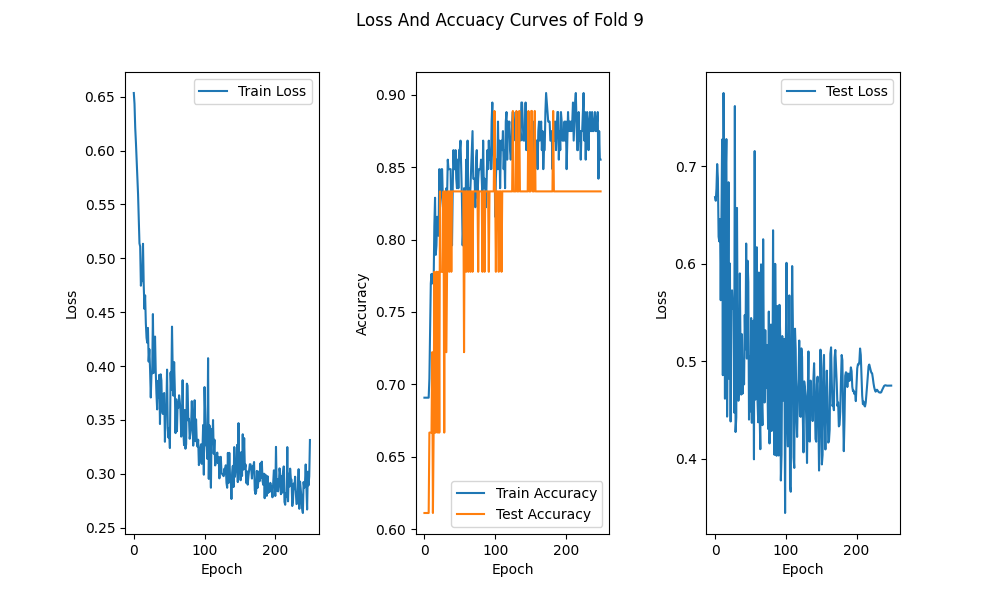 Loss And Accuacy Curves of Fold 9
Loss
0.65
0.60
0.55
0.50
0.45
0.40
0.35
0.30
0.25
Train Loss
0 100 200
Epoch
Accuracy
0.90
0.85
0.80
0.75
0.70
0.65
0.60
Train Accuracy
Test Accuracy
0 100 200
Epoch
Loss
0.7
0.6
0.5
0.4
Test Loss
0 100 200
Epoch